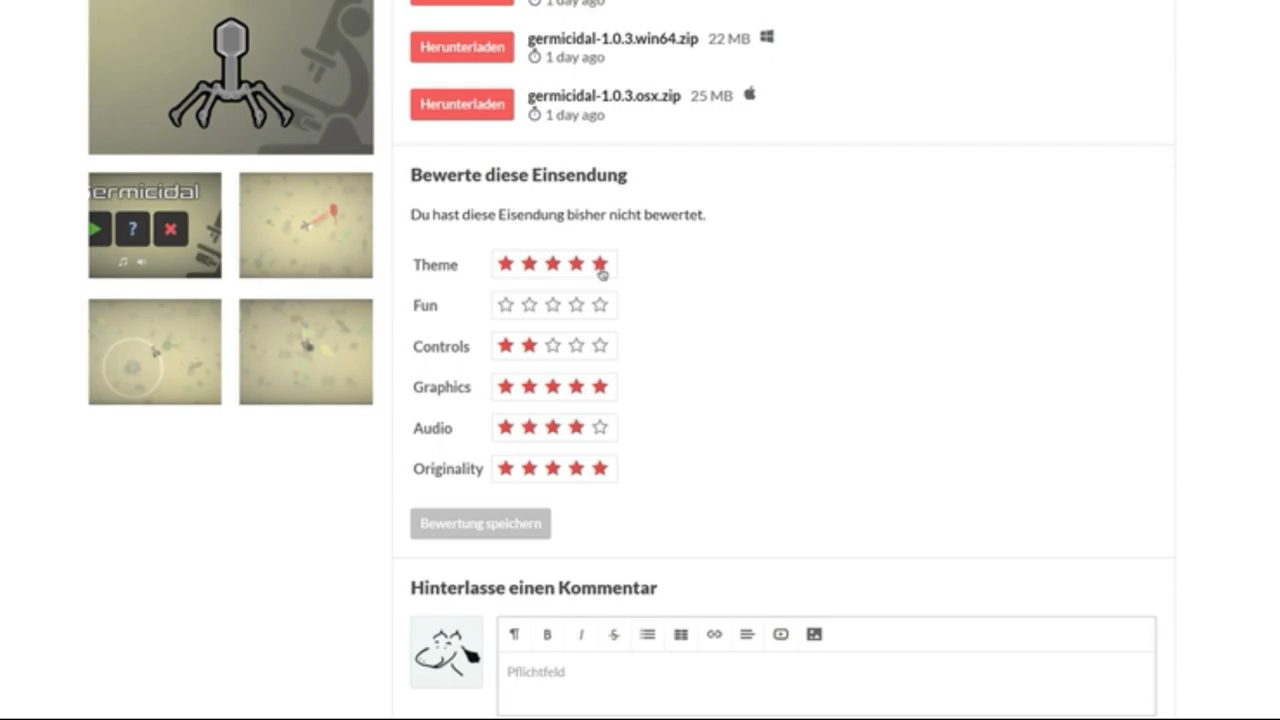 1 day ago
Herunterladen germicidal-1.0.3.win64.zip 22 MB
1 day ago
Herunterladen germicidal-1.0.3.osx.zip 25 MB
1 day ago
germicidal
?
Bewerte diese Einsendung
Du hast diese Eisendung bisher nicht bewertet.
Theme
Fun
Controls
Graphics
Audio
Originality
Bewertung speichern
Hinterlasse einen Kommentar
B I S
Pflichtfeld